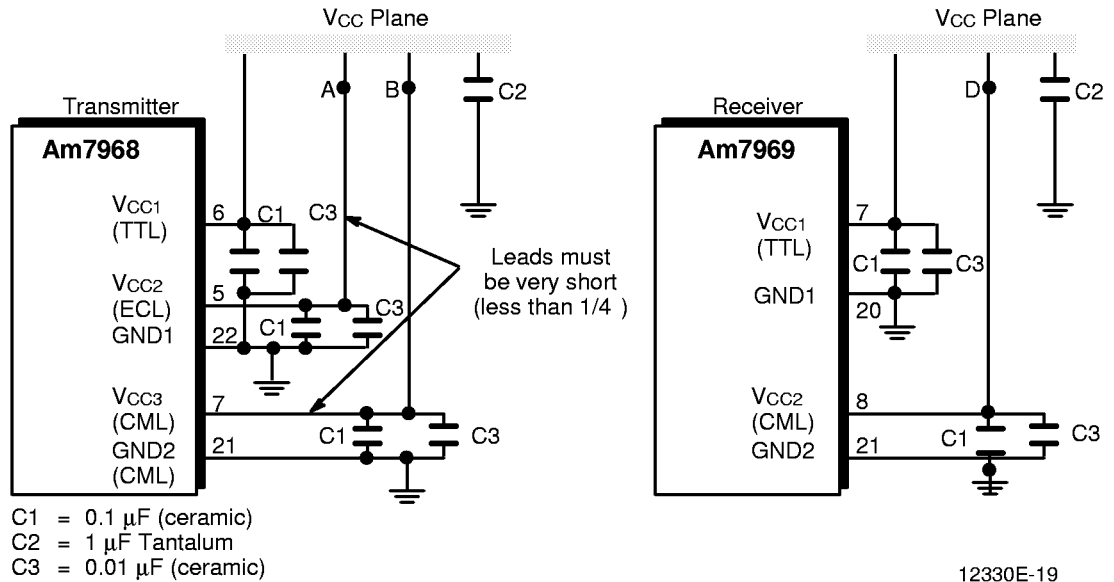 VCC Plane
A
B
C2
Transmitter
Am7968
VCC1
(TTL)
6
C1
C3
VCC2
(ECL)
5
GND1
22
C1
C3
VCC3
(CML)
7
GND2
(CML)
21
C1
C3
Leads must
be very short
(less than 1/4 )
VCC Plane
D
C2
Receiver
Am7969
VCC1
(TTL)
7
C1
C3
GND1
20
VCC2
(CML)
8
GND2
21
C1
C3
C1 = 0.1 µF (ceramic)
C2 = 1 µF Tantalum
C3 = 0.01 µF (ceramic)
12330E-19